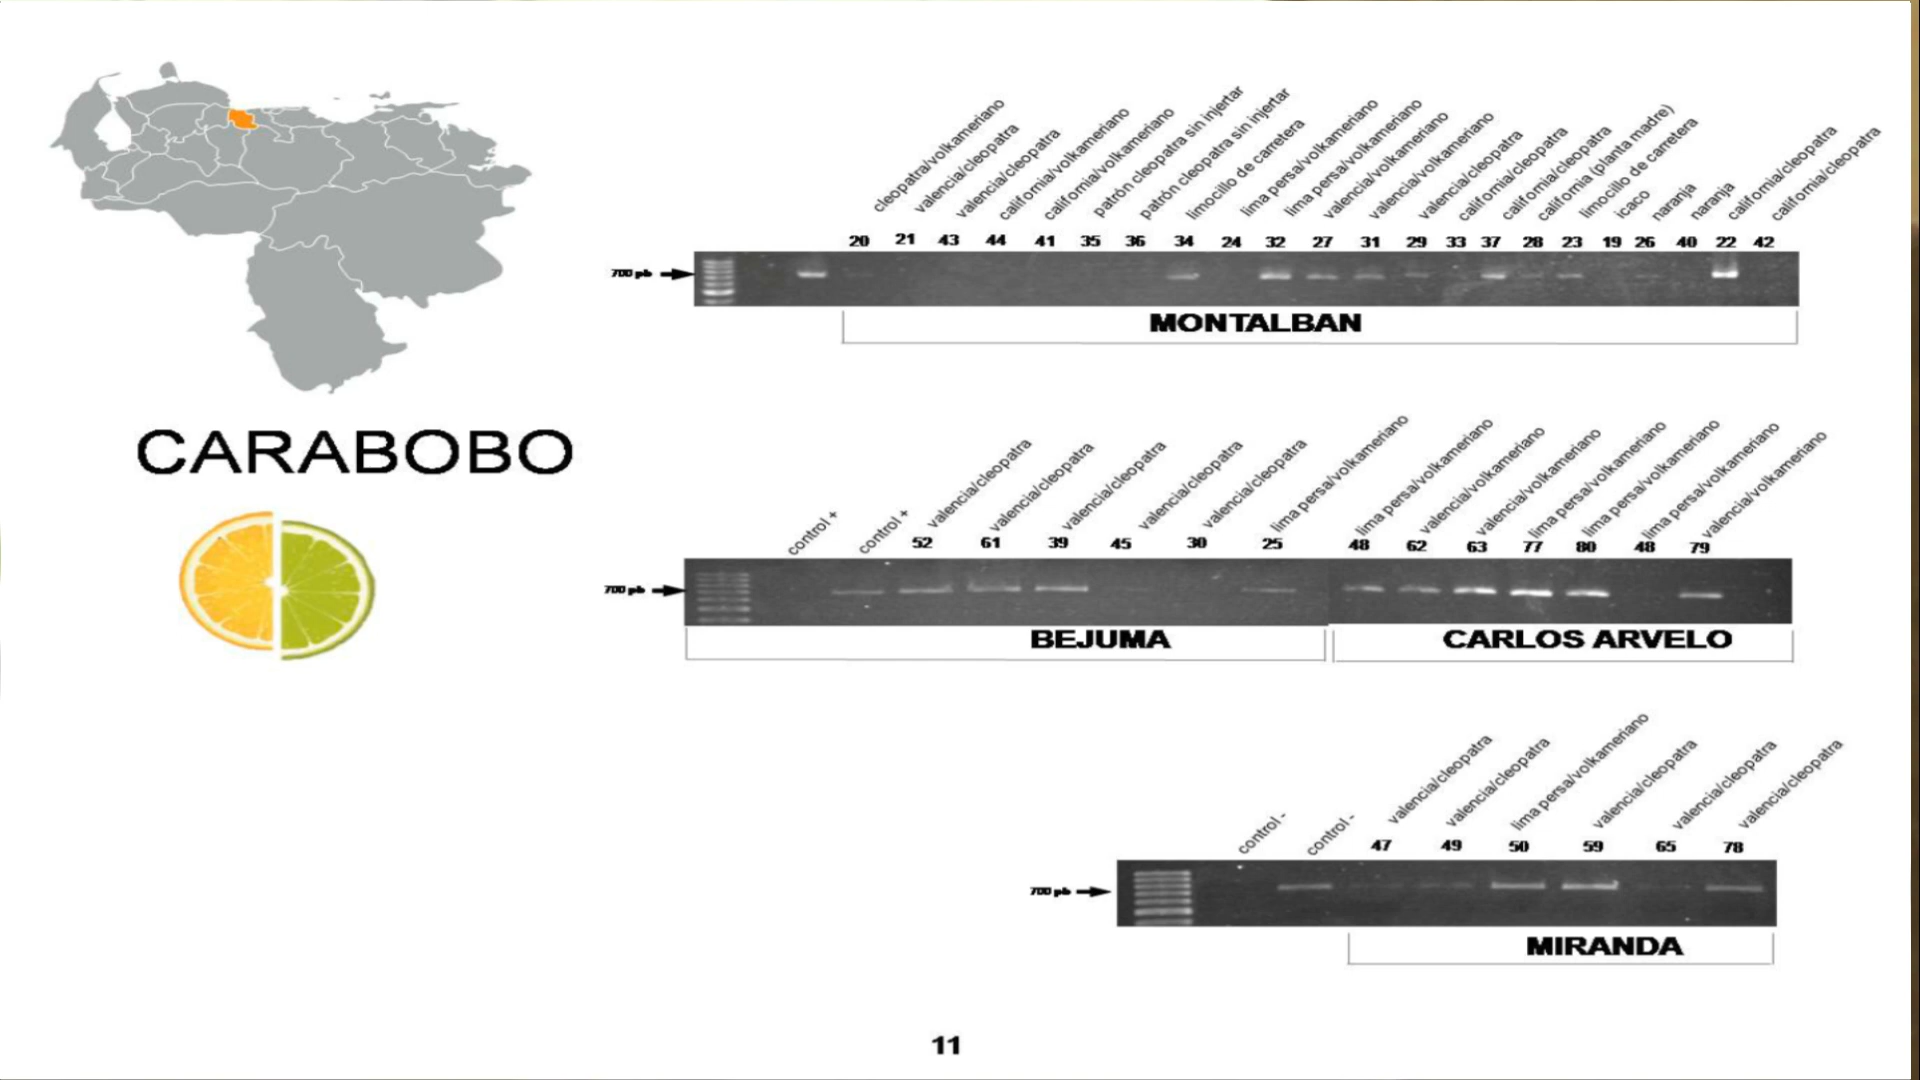 CARABOBO
cleopatra/volkameriano
valencia/cleopatra
valencia/cleopatra
california/volkameriano
california/volkameriano
patrón cleopatra sin injertar
patrón cleopatra sin injertar
limocillo de carretera
lima persa/volkameriano
lima persa/volkameriano
valencia/volkameriano
valencia/volkameriano
valencia/cleopatra
california/cleopatra
california/cleopatra
california (planta madre)
limocillo de carretera
icaco
naranja
naranja
california/cleopatra
california/cleopatra
20 21 43 44 41 35 36 34 24 32 27 31 29 33 37 28 23 19 26 40 22 42
700 pb
MONTALBAN
control +
control +
valencia/cleopatra
valencia/cleopatra
valencia/cleopatra
valencia/cleopatra
valencia/cleopatra
lima persa/volkameriano
lima persa/volkameriano
valencia/volkameriano
valencia/volkameriano
lima persa/volkameriano
lima persa/volkameriano
lima persa/volkameriano
valencia/volkameriano
52 61 39 45 30 25 48 62 63 77 80 48 79
700 pb
BEJUMA
CARLOS ARVELO
control -
control -
valencia/cleopatra
valencia/cleopatra
lima persa/volkameriano
valencia/cleopatra
valencia/cleopatra
valencia/cleopatra
47 49 50 59 65 78
700 pb
MIRANDA
11